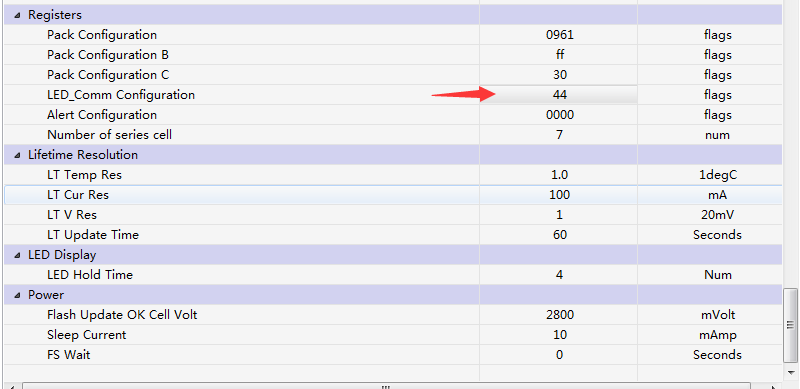 Registers
Pack Configuration 0961 flags
Pack Configuration B ff flags
Pack Configuration C 30 flags
LED_Comm Configuration 44 flags
Alert Configuration 0000 flags
Number of series cell 7 num
Lifetime Resolution
LT Temp Res 1.0 1degC
LT Cur Res 100 mA
LT V Res 1 20mV
LT Update Time 60 Seconds
LED Display
LED Hold Time 4 Num
Power
Flash Update OK Cell Volt 2800 mVolt
Sleep Current 10 mAmp
FS Wait 0 Seconds